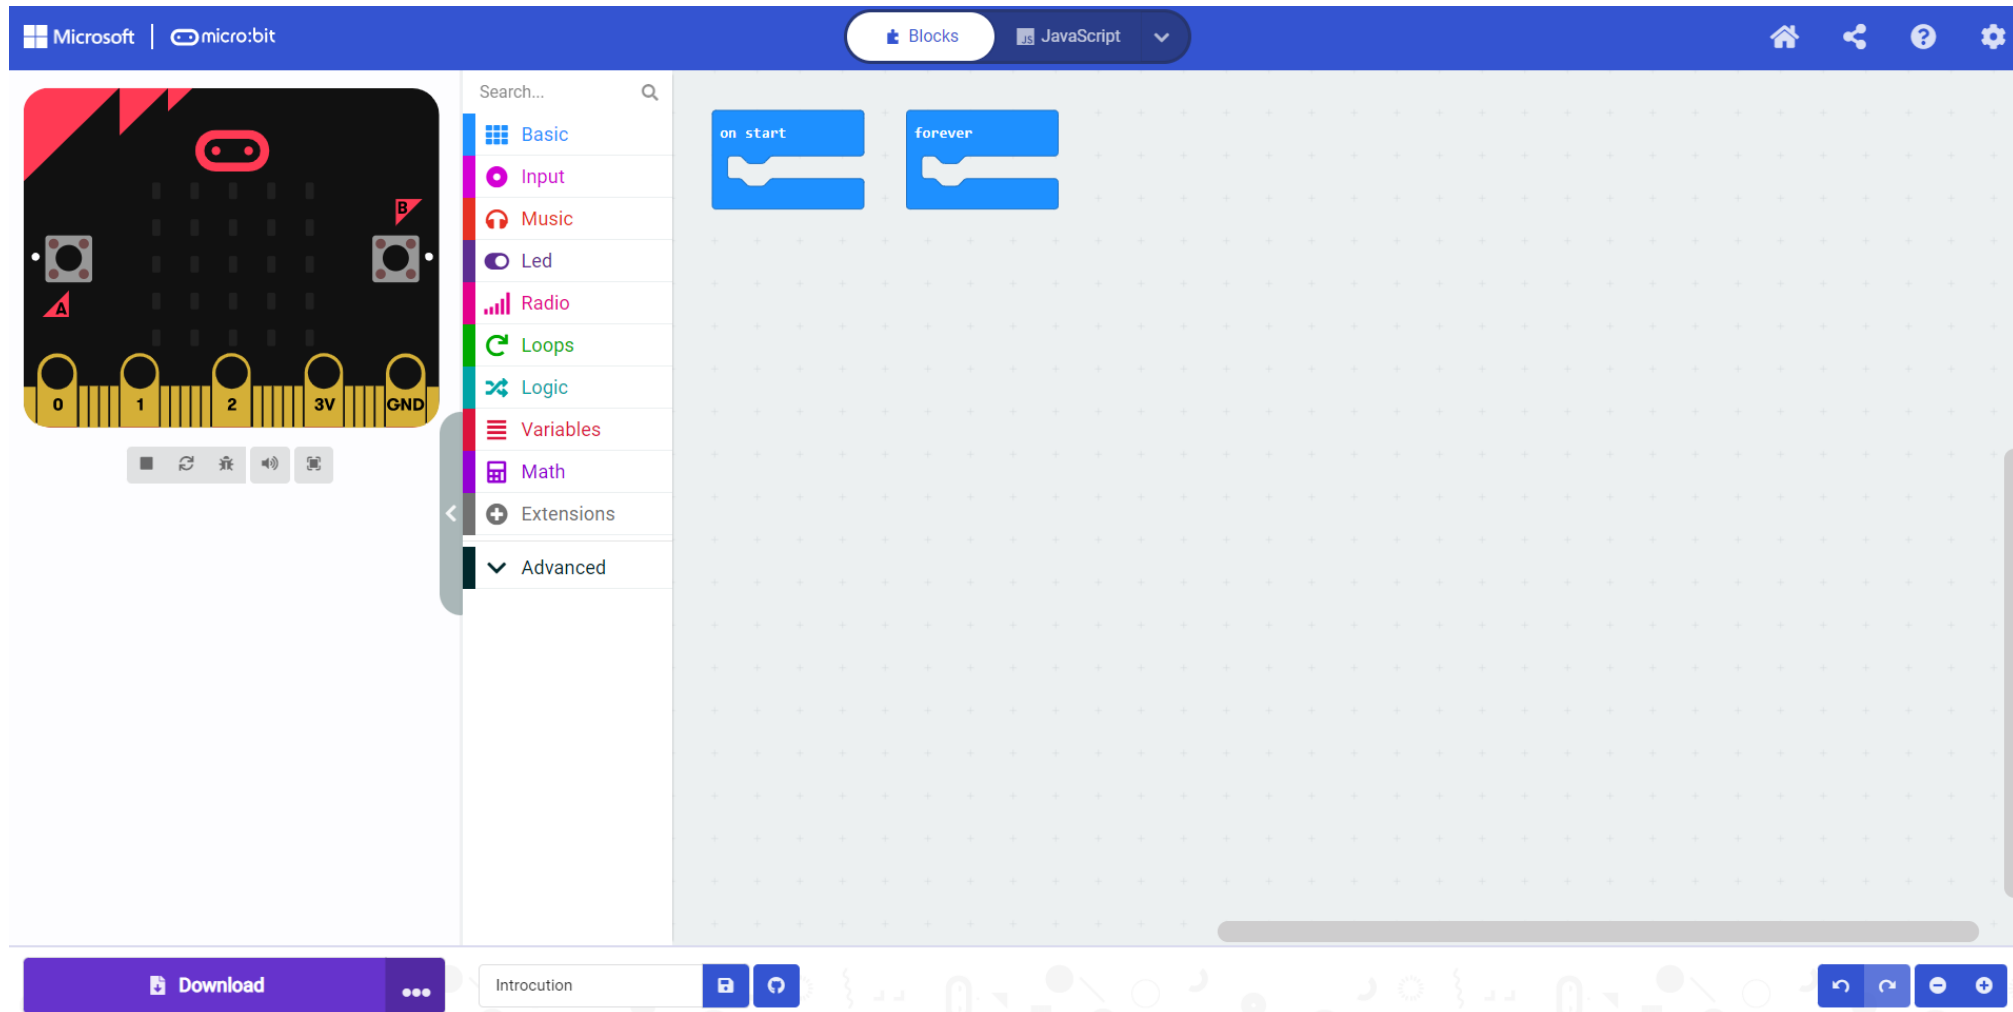 Microsoft | micro:bit
Blocks
JS JavaScript
Search...
Basic
Input
Music
Led
Radio
Loops
Logic
Variables
Math
Extensions
Advanced
B
A
0 1 2 3V GND
on start
forever
Download
Introcution